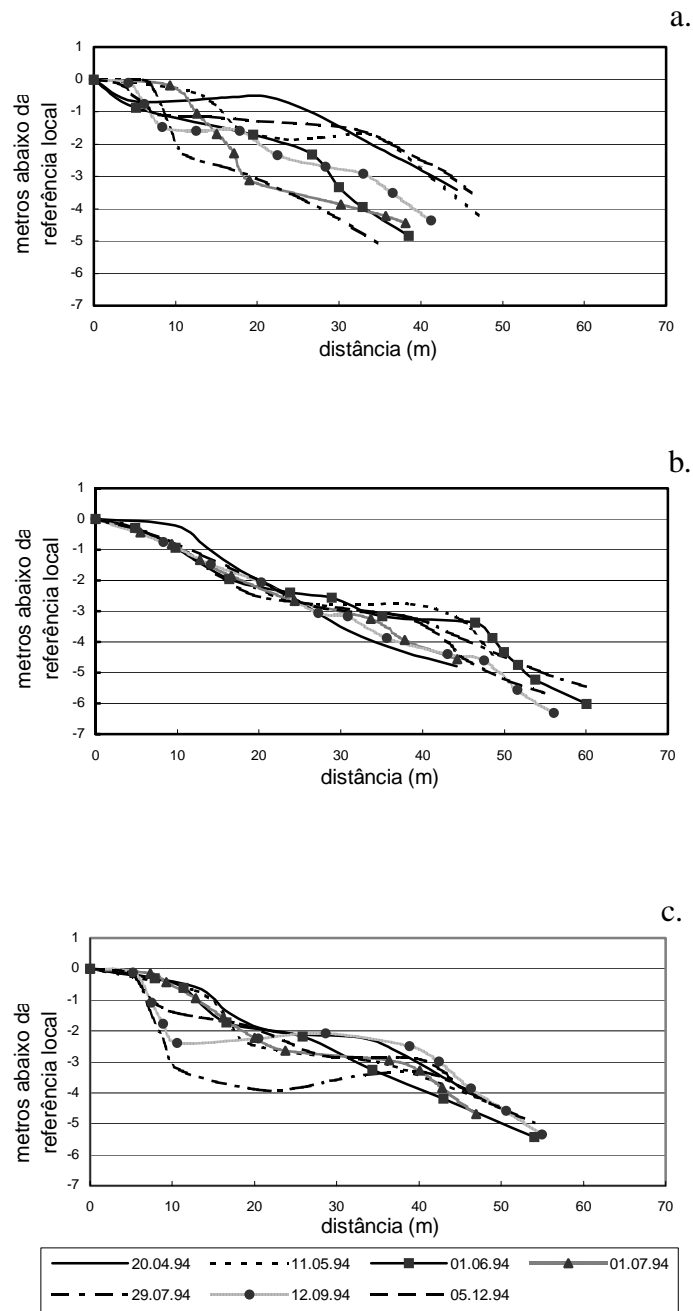 a.
1
0
-1
-2
-3
-4
-5
-6
-7
metros abaixo da
referência local
0 10 20 30 40 50 60 70
distância (m)
b.
1
0
-1
-2
-3
-4
-5
-6
-7
metros abaixo da
referência local
0 10 20 30 40 50 60 70
distância (m)
c.
1
0
-1
-2
-3
-4
-5
-6
-7
metros abaixo da
referência local
0 10 20 30 40 50 60 70
distância (m)
20.04.94 11.05.94 01.06.94 01.07.94
29.07.94 12.09.94 05.12.94